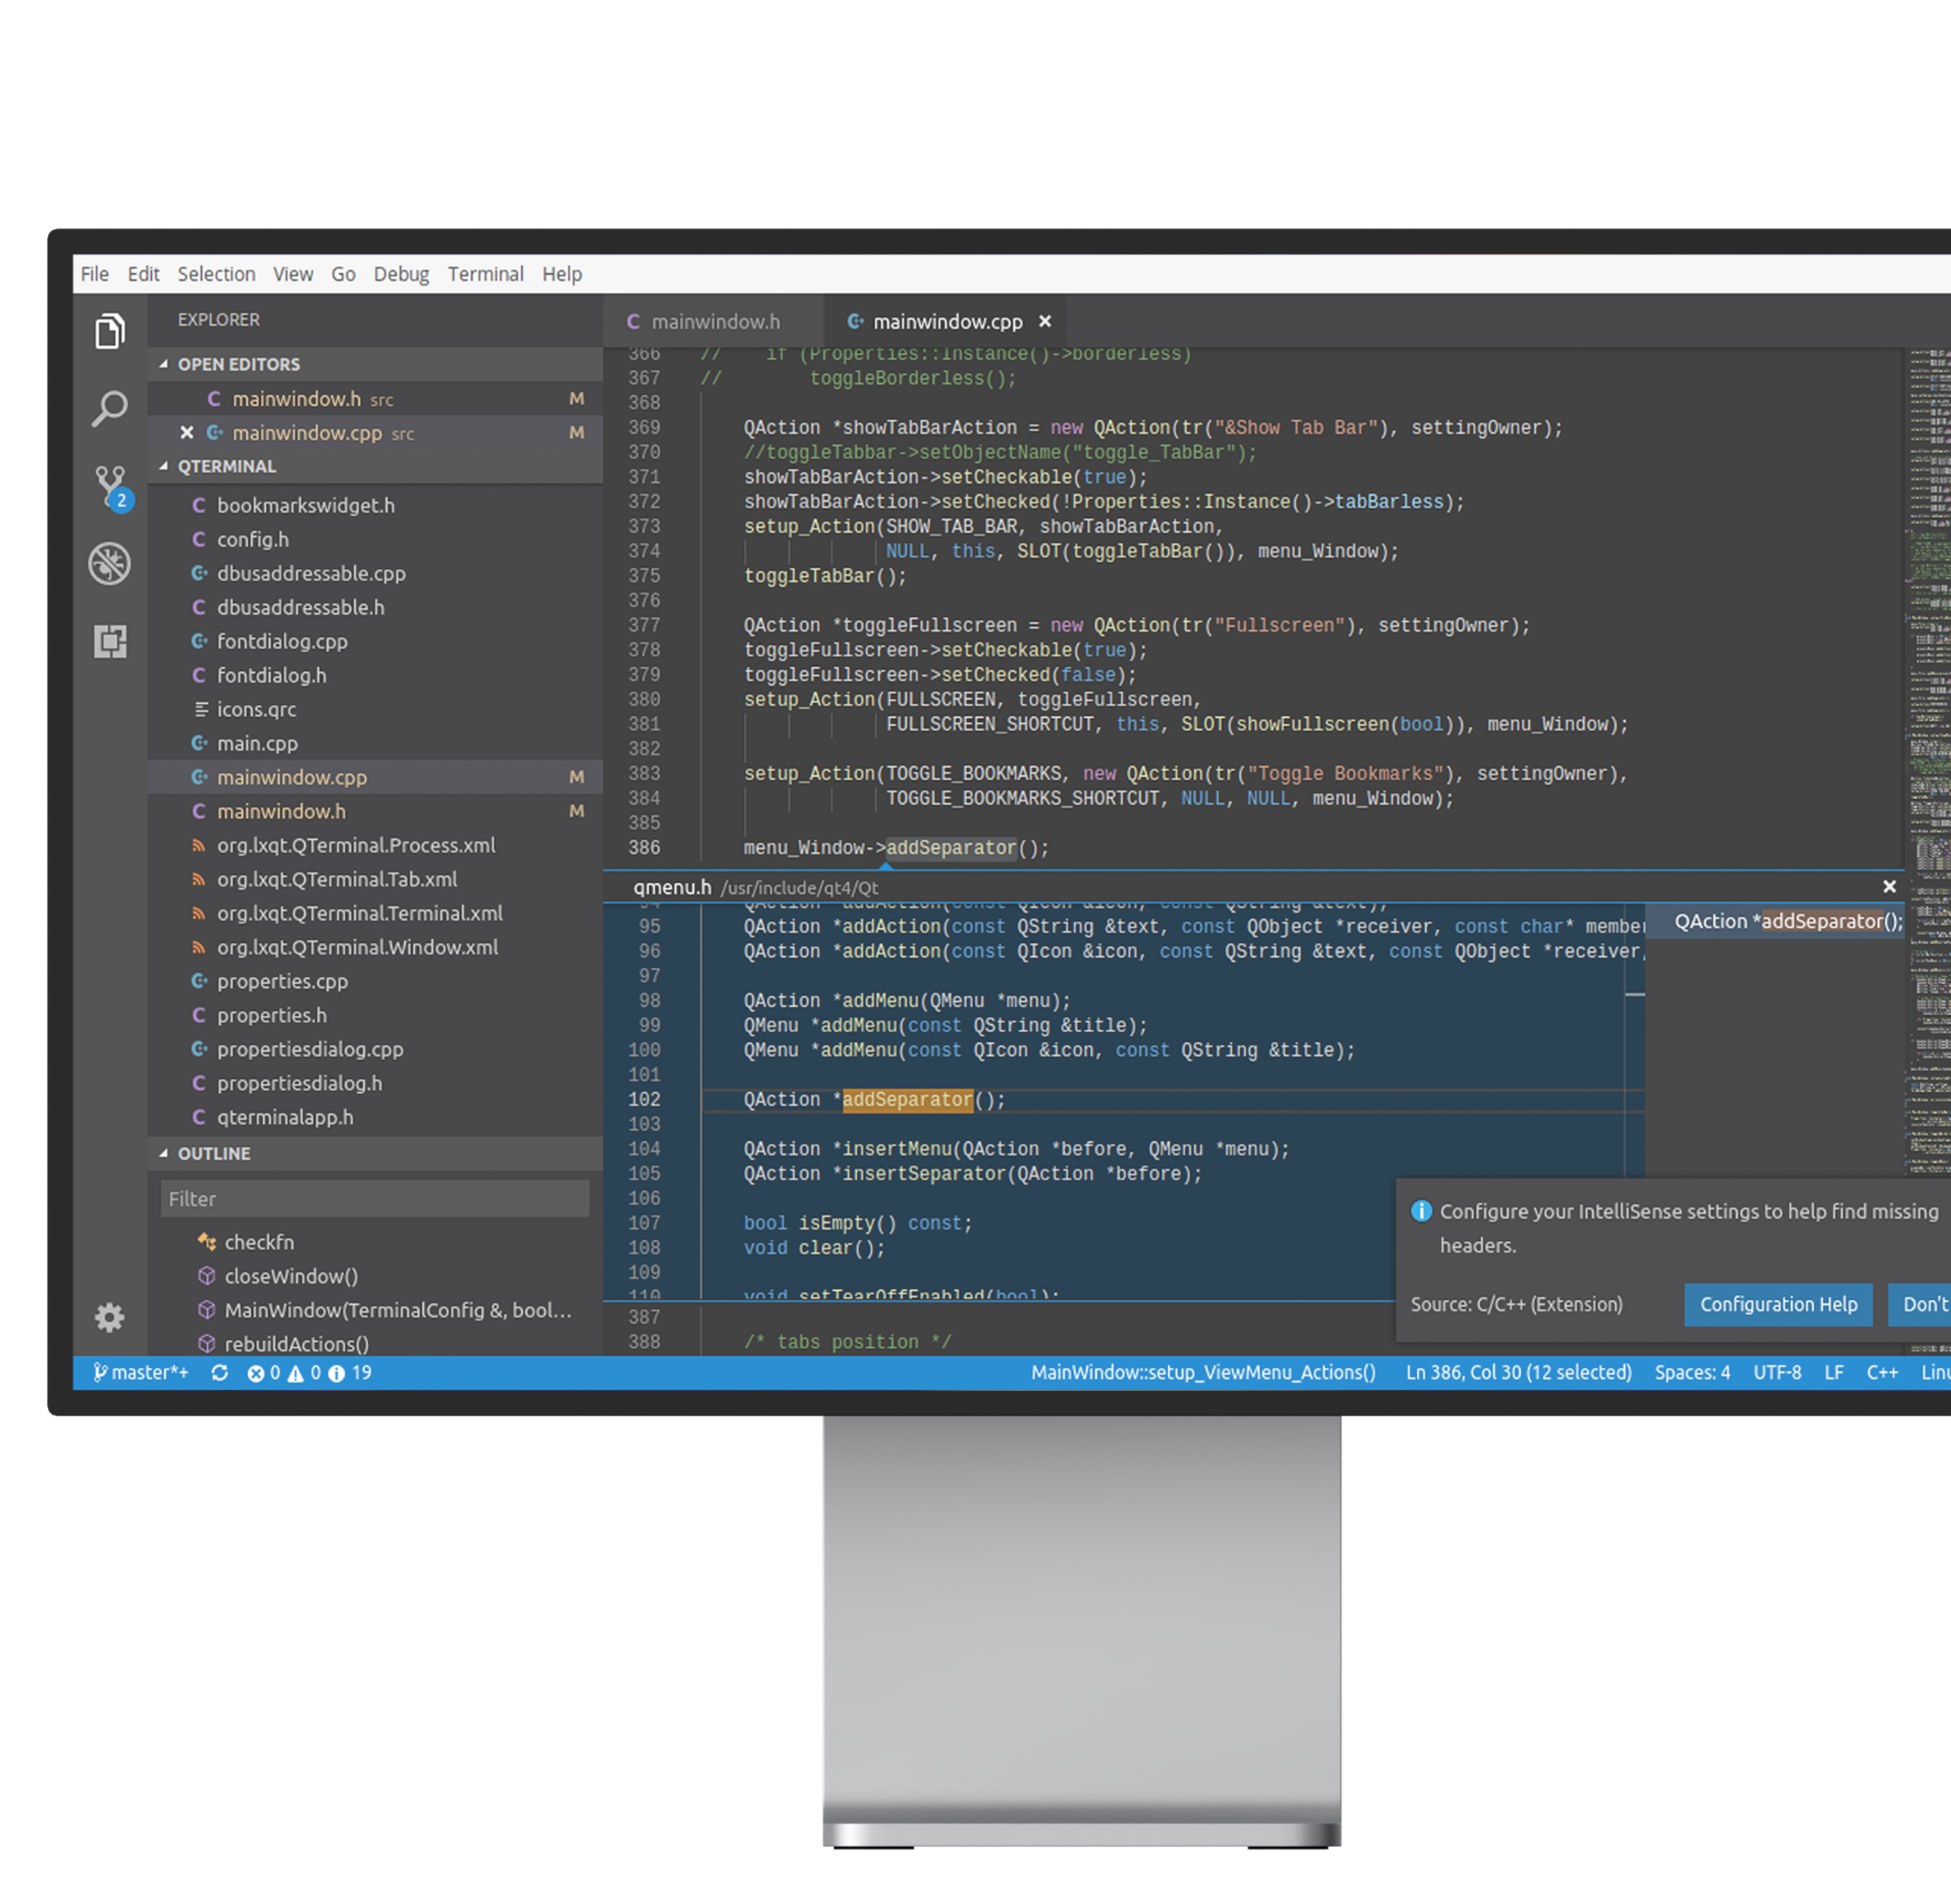 File Edit Selection View Go Debug Terminal Help
EXPLORER
OPEN EDITORS
mainwindow.h src M
mainwindow.cpp src M
QTERMINAL
bookmarkswidget.h
config.h
dbusaddressable.cpp
dbusaddressable.h
fontdialog.cpp
fontdialog.h
icons.qrc
main.cpp
mainwindow.cpp M
mainwindow.h M
org.lxqt.QTerminal.Process.xml
org.lxqt.QTerminal.Tab.xml
org.lxqt.QTerminal.Terminal.xml
org.lxqt.QTerminal.Window.xml
properties.cpp
properties.h
propertiesdialog.cpp
propertiesdialog.h
qterminalapp.h
OUTLINE
Filter
checkfn
closeWindow()
MainWindow(TerminalConfig &, bool...
rebuildActions()
2
mainwindow.h mainwindow.cpp
366 // if (Properties::Instance()->borderless)
367 // toggleBorderless();
368
369 QAction *showTabBarAction = new QAction(tr("&Show Tab Bar"), settingOwner);
370 //toggleTabbar->setObjectName("toggle_TabBar");
371 showTabBarAction->setCheckable(true);
372 showTabBarAction->setChecked(!Properties::Instance()->tabBarless);
373 setup_Action(SHOW_TAB_BAR, showTabBarAction,
374 NULL, this, SLOT(toggleTabBar()), menu_Window);
375 toggleTabBar();
376
377 QAction *toggleFullscreen = new QAction(tr("Fullscreen"), settingOwner);
378 toggleFullscreen->setCheckable(true);
379 toggleFullscreen->setChecked(false);
380 setup_Action(FULLSCREEN, toggleFullscreen,
381 FULLSCREEN_SHORTCUT, this, SLOT(showFullscreen(bool)), menu_Window);
382
383 setup_Action(TOGGLE_BOOKMARKS, new QAction(tr("Toggle Bookmarks"), settingOwner),
384 TOGGLE_BOOKMARKS_SHORTCUT, NULL, NULL, menu_Window);
385
386 menu_Window->addSeparator();
qmenu.h /usr/include/qt4/Qt
94 QAction *addAction(const QIcon &icon, const QString &text);
95 QAction *addAction(const QString &text, const QObject *receiver, const char* member
96 QAction *addAction(const QIcon &icon, const QString &text, const QObject *receiver,
97
98 QAction *addMenu(QMenu *menu);
99 QMenu *addMenu(const QString &title);
100 QMenu *addMenu(const QIcon &icon, const QString &title);
101
102 QAction *addSeparator();
103
104 QAction *insertMenu(QAction *before, QMenu *menu);
105 QAction *insertSeparator(QAction *before);
106
107 bool isEmpty() const;
108 void clear();
109
110 void setTearOffEnabled(bool);
387
388 /* tabs position */
QAction *addSeparator();
Configure your IntelliSense settings to help find missing
headers.
Source: C/C++ (Extension) Configuration Help Don't
master*+ 0 0 19 MainWindow::setup_ViewMenu_Actions() Ln 386, Col 30 (12 selected) Spaces: 4 UTF-8 LF C++